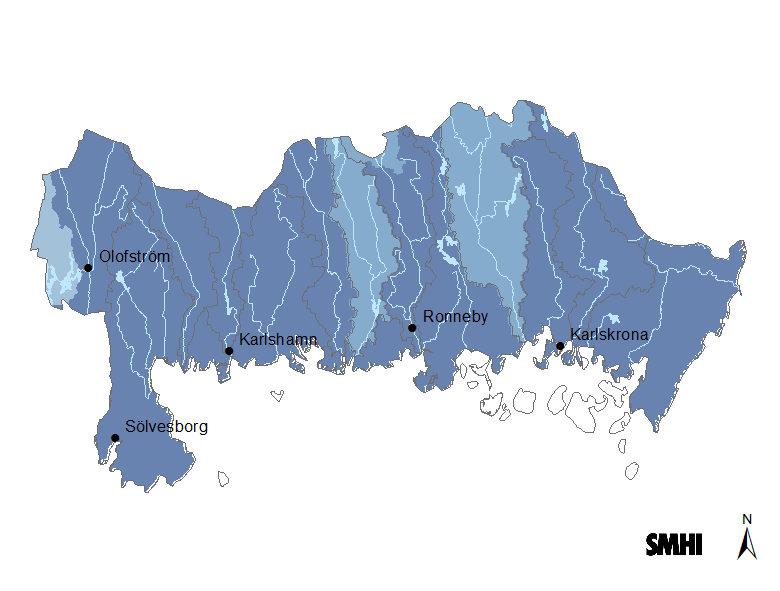 Olofström
Ronneby
Karlskrona
Karlshamn
Sölvesborg
N
SMHI